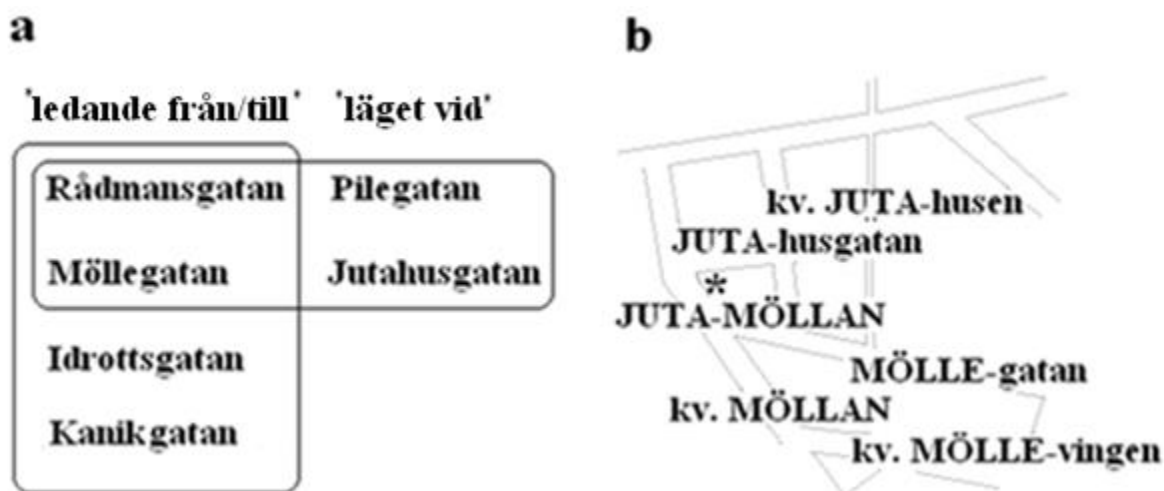 a
'ledande från/till' 'läget vid'
Rådmansgatan Pilegatan
Möllegatan Jutahusgatan
Idrottsgatan
Kanikgatan
b
kv. JUTA-husen
JUTA-husgatan
*
JUTA-MÖLLAN
MÖLLE-gatan
kv. MÖLLAN
kv. MÖLLE-vingen